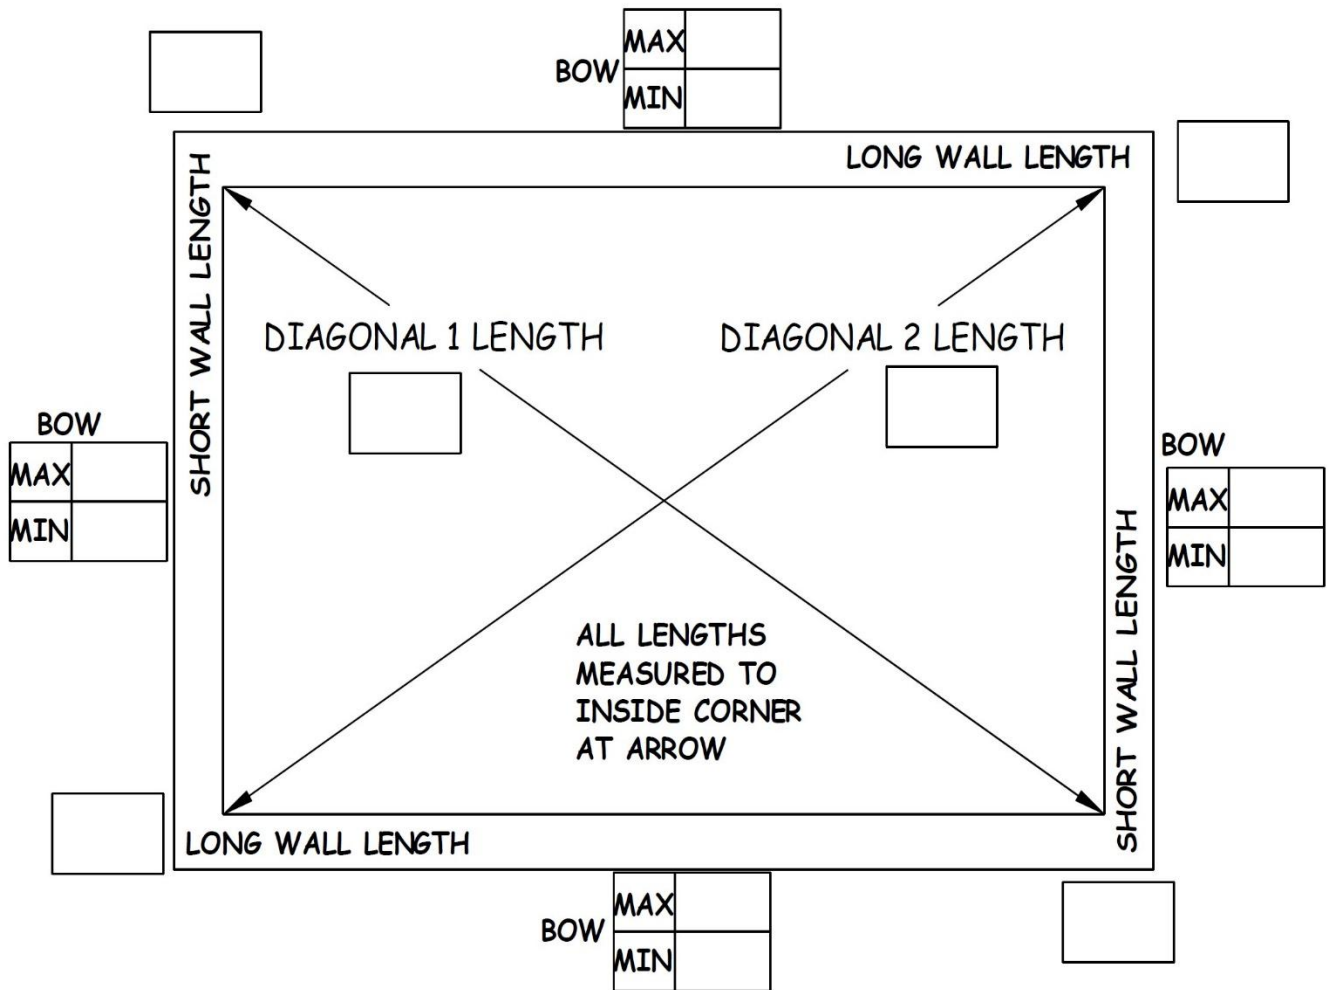 BOW
MAX
MIN
LONG WALL LENGTH
SHORT WALL LENGTH
DIAGONAL 1 LENGTH
DIAGONAL 2 LENGTH
BOW
MAX
MIN
BOW
MAX
MIN
SHORT WALL LENGTH
ALL LENGTHS
MEASURED TO
INSIDE CORNER
AT ARROW
LONG WALL LENGTH
BOW
MAX
MIN